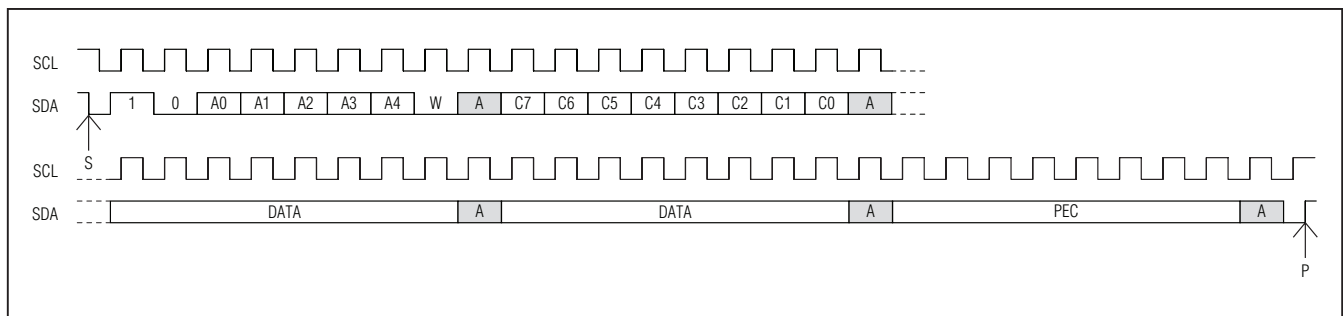 SCL
SDA 1 0 A0 A1 A2 A3 A4 W A C7 C6 C5 C4 C3 C2 C1 C0 A
S
SCL
SDA DATA A DATA A PEC A
P